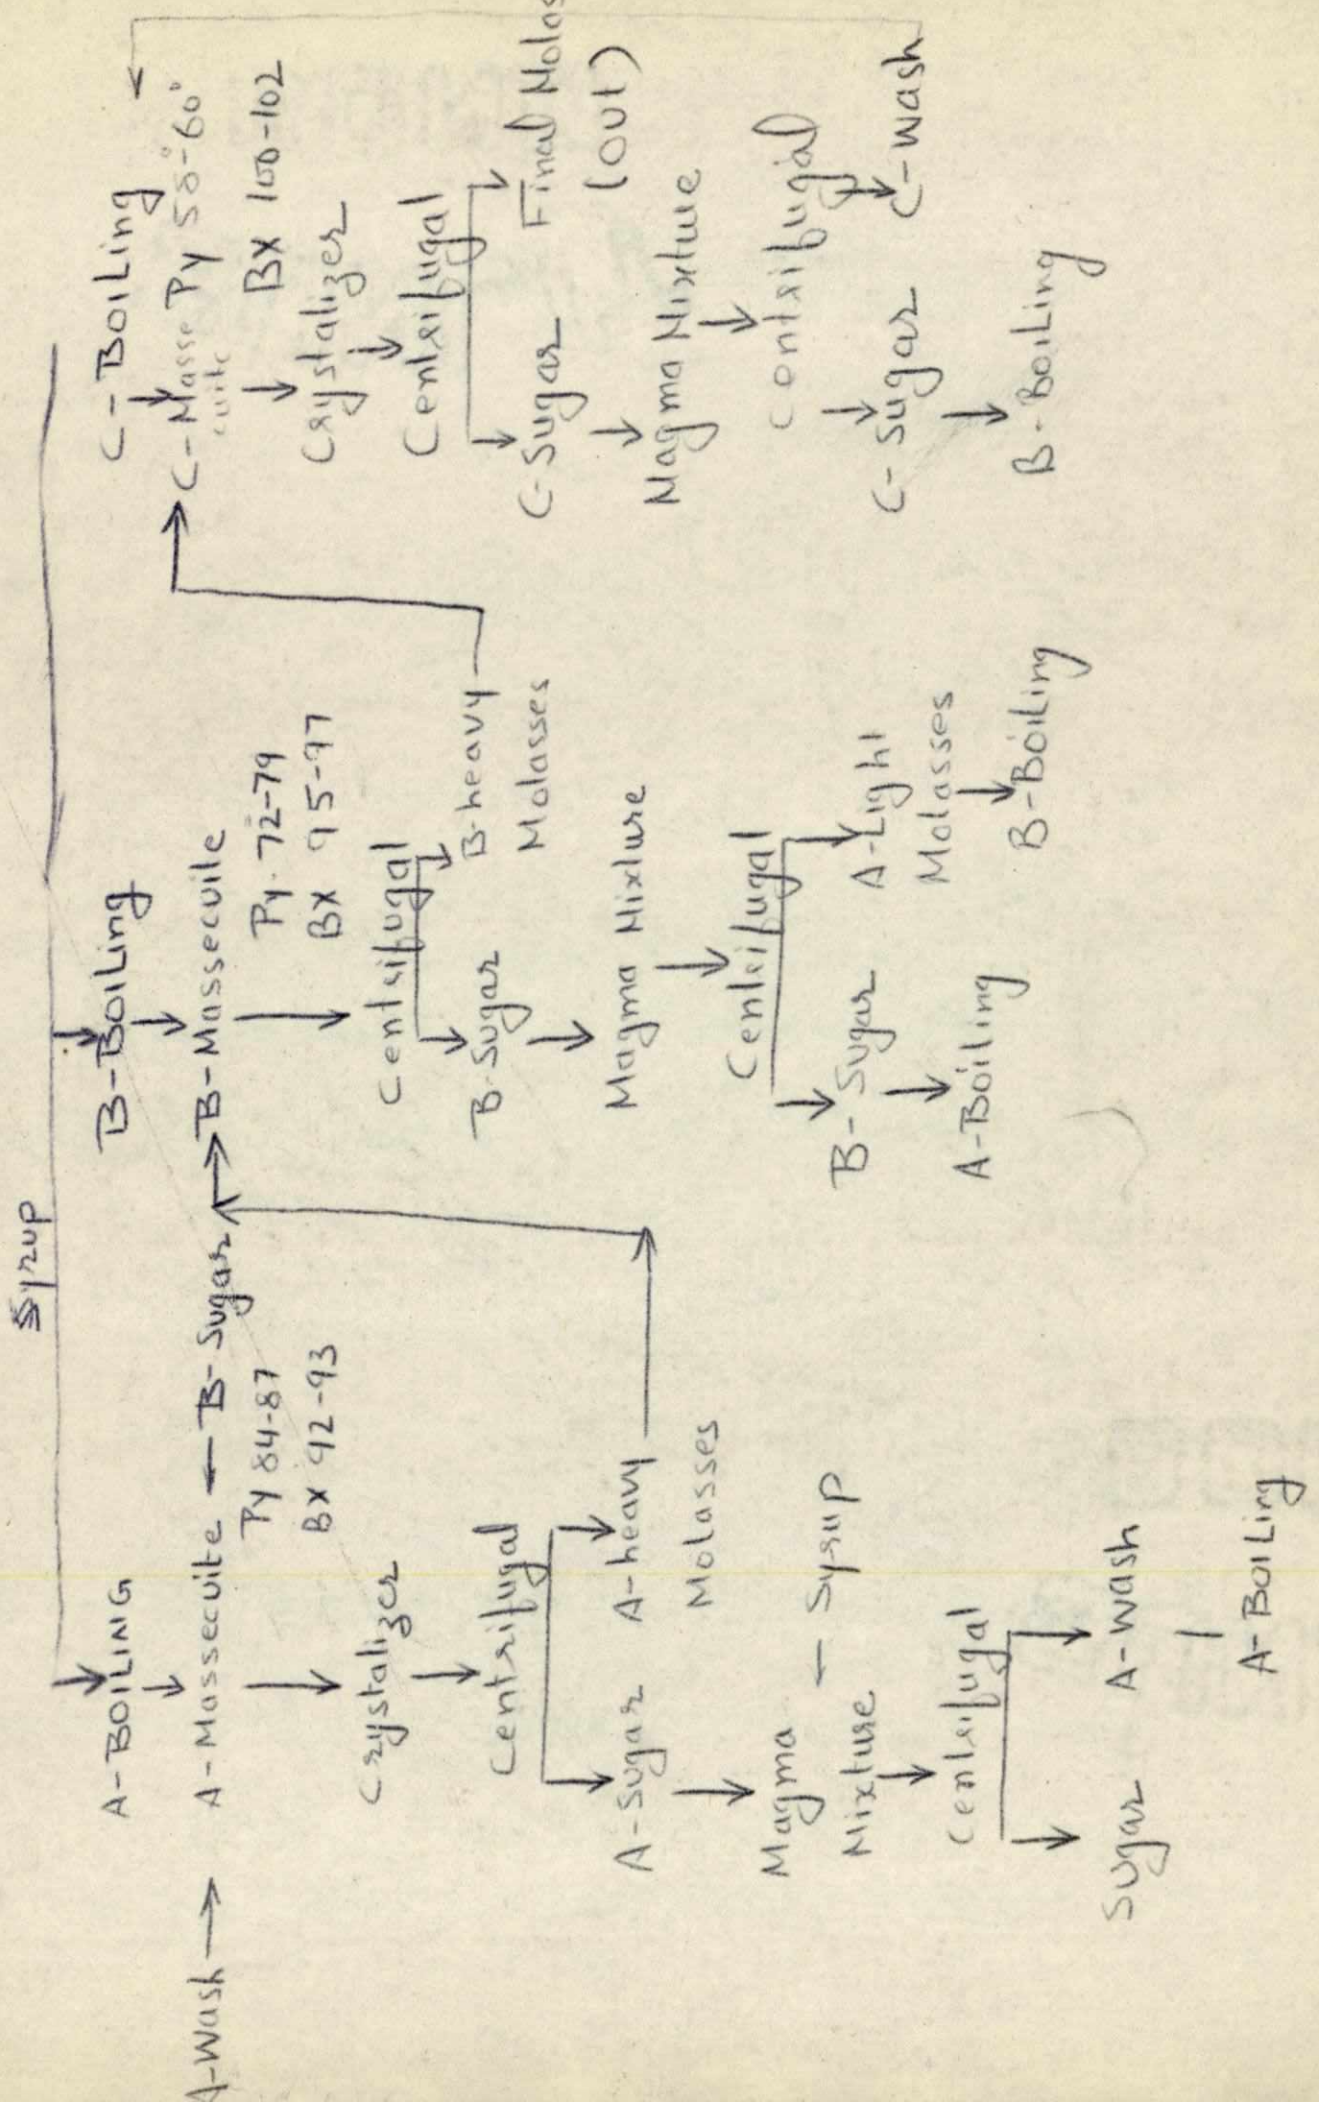 Syrup
A-BOILING
A-Wash → A-Massecuite — B-Sugar
Py 84-87
BX 92-93
Crystalizer
Centrifugal
A-Sugar A-heavy
Molasses
Magma — Syrup
Mixture
Centrifugal
Sugar A-wash
A-BOILing
B-BOILing
B-Massecuite
Py. 72-79
BX 95-97
Centrifugal
B-Sugar B-heavy
Molasses
Magma Mixture
Centrifugal
B-Sugar A-Light
Molasses
A-Boiling B-Boiling
C-BOILing
C-Masse Py 58°-60°
cuite
BX 100-102
Crystalizer
Centrifugal
C-Sugar Final
(out)
Magma Mixture
Centrifugal
C-Sugar C-wash
B-Boiling